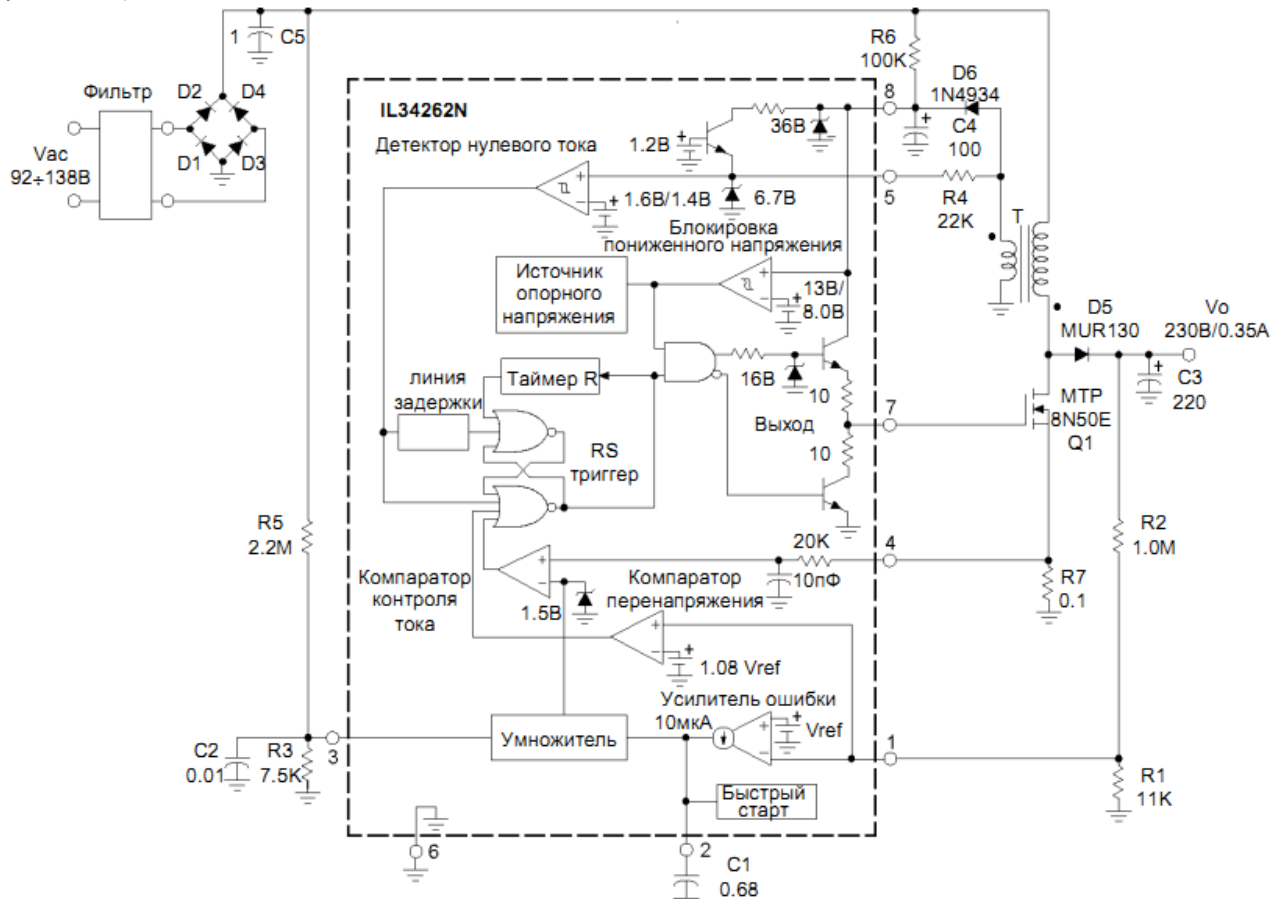 1
C5
R6
100K
D6
1N4934
Фильтр
D2
D4
D1
D3
Vac
92÷138В
IL34262N
8
36В
C4
100
1.2В
Детектор нулевого тока
1.6В/1.4В
6.7В
5
R4
22K
T
Блокировка
пониженного напряжения
Источник
опорного
напряжения
13В/
8.0В
D5
MUR130
Vo
230В/0.35А
C3
220
Таймер R
16В
10
линия
задержки
Выход
7
MTP
8N50E
Q1
RS
триггер
10
R5
2.2M
R2
1.0M
20K
4
10пФ
R7
0.1
Компаратор
контроля
тока
1.5В
Компаратор
перенапряжения
1.08 Vref
Усилитель ошибки
10мкА
Vref
Умножитель
1
C2
0.01
R3
7.5K
3
R1
11K
Быстрый
старт
6
2
C1
0.68